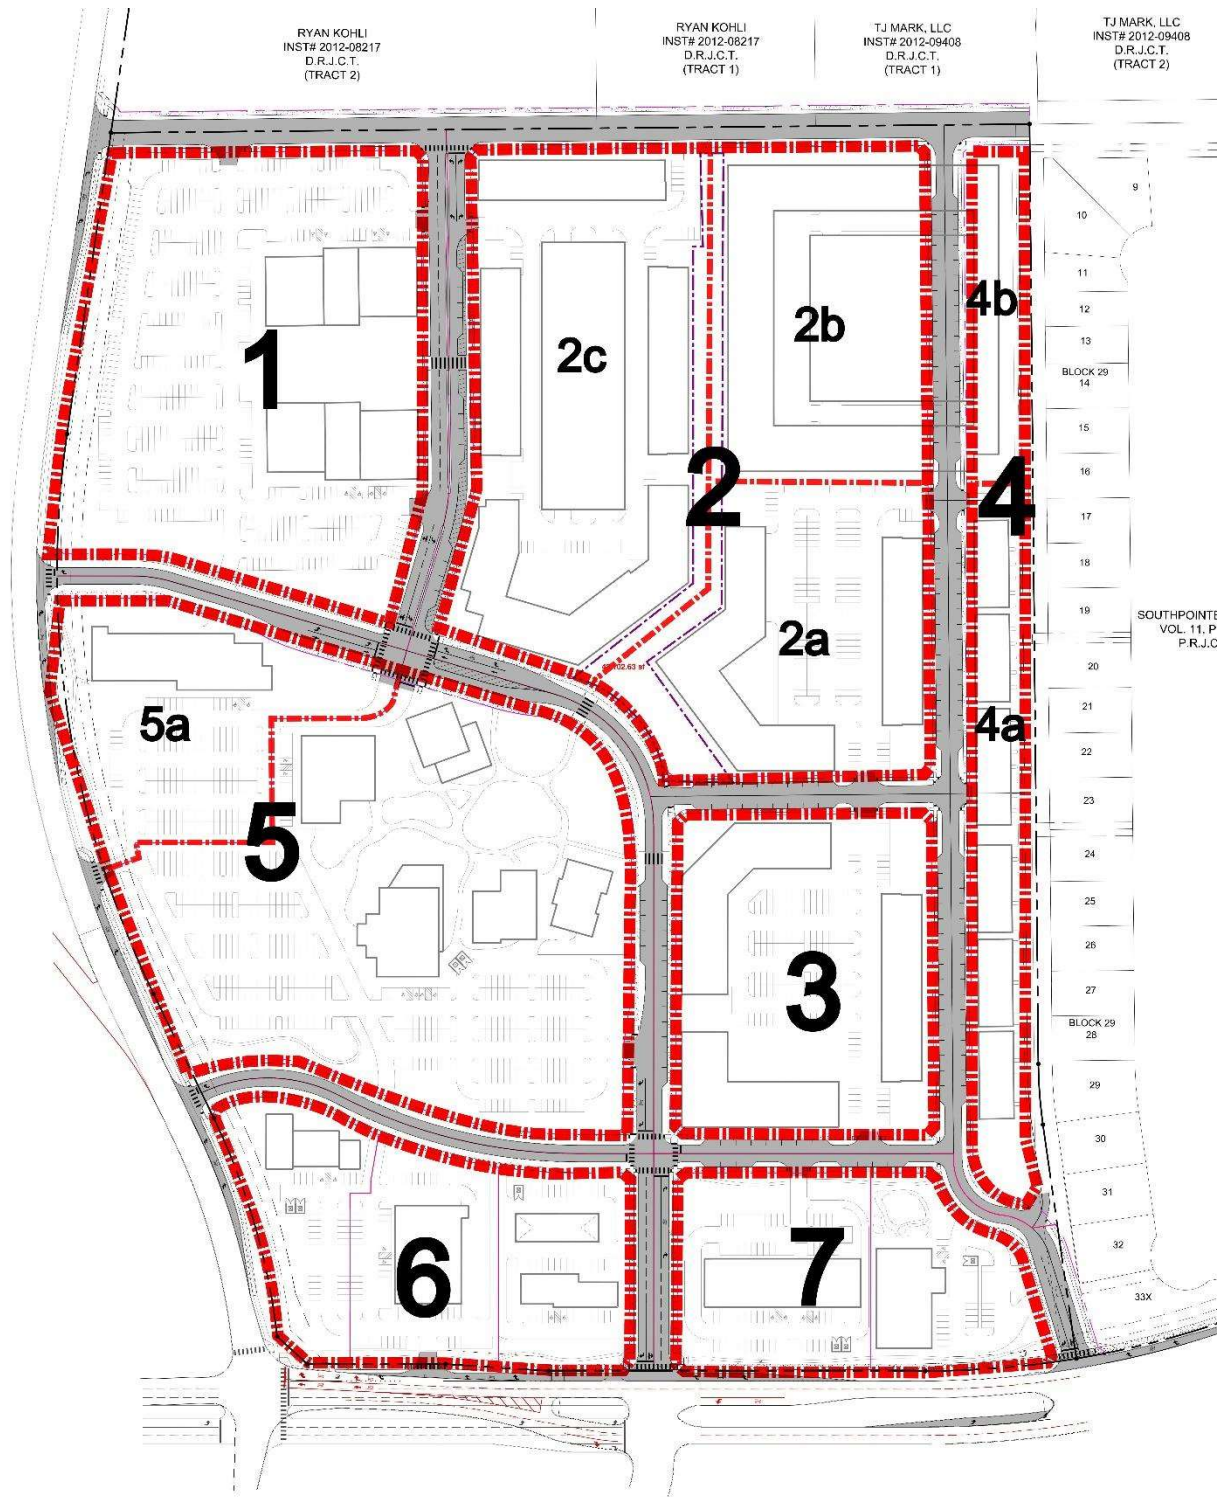 RYAN KOHLI
INST# 2012-08217
D.R.J.C.T.
(TRACT 2)
RYAN KOHLI
INST# 2012-08217
D.R.J.C.T.
(TRACT 1)
TJ MARK, LLC
INST# 2012-09408
D.R.J.C.T.
(TRACT 1)
TJ MARK, LLC
INST# 2012-09408
D.R.J.C.T.
(TRACT 2)
9
10
11
12
13
BLOCK 29
14
15
16
17
18
19
20
21
22
23
24
25
26
27
BLOCK 29
28
29
30
31
32
33X
SOUTHPOINTE
VOL. 11, P
P.R.J.C
1
2c
2b
4b
2
4
2a
4a
5a
5
3
6
7